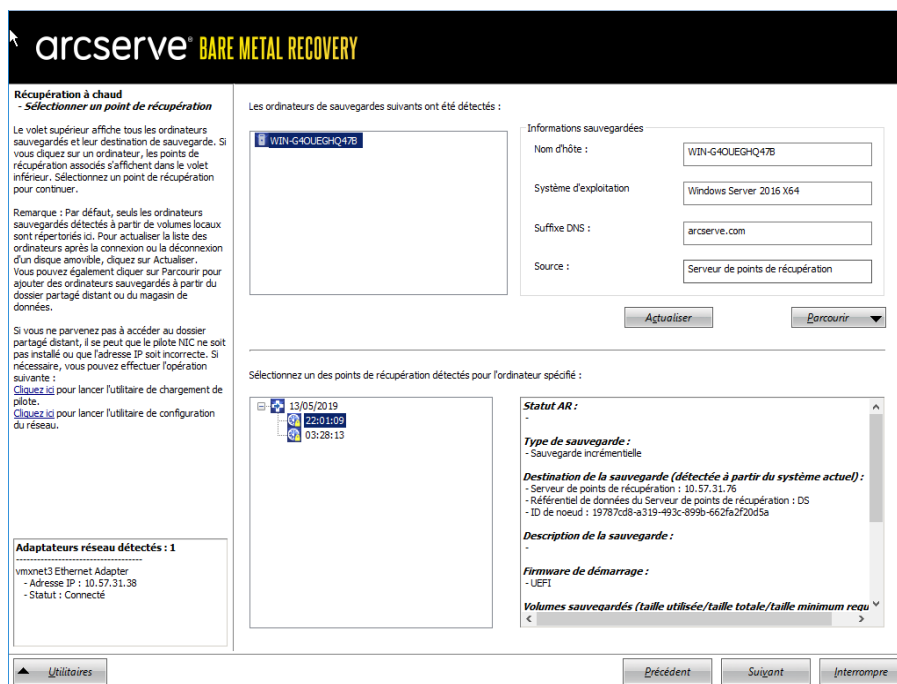 arcserve® BARE METAL RECOVERY
Récupération à chaud
- Sélectionner un point de récupération
Le volet supérieur affiche tous les ordinateurs
sauvegardés et leur destination de sauvegarde. Si
vous cliquez sur un ordinateur, les points de
récupération associés s'affichent dans le volet
inférieur. Sélectionnez un point de récupération
pour continuer.
Remarque : Par défaut, seuls les ordinateurs
sauvegardés détectés à partir de volumes locaux
sont répertoriés ici. Pour actualiser la liste des
ordinateurs après la connexion ou la déconnexion
d'un disque amovible, cliquez sur Actualiser.
Vous pouvez également cliquer sur Parcourir pour
ajouter des ordinateurs sauvegardés à partir du
dossier partagé distant ou du magasin de
données.
Si vous ne parvenez pas à accéder au dossier
partagé distant, il se peut que le pilote NIC ne soit
pas installé ou que l'adresse IP soit incorrecte. Si
nécessaire, vous pouvez effectuer l'opération
suivante :
Cliquez ici pour lancer l'utilitaire de chargement de
pilote.
Cliquez ici pour lancer l'utilitaire de configuration
du réseau.
Adaptateurs réseau détectés : 1
----------------------------------
vmxnet3 Ethernet Adapter
- Adresse IP : 10.57.31.38
- Statut : Connecté
Les ordinateurs de sauvegardes suivants ont été détectés :
WIN-G4OUEGHQ47B
Informations sauvegardées
Nom d'hôte : WIN-G4OUEGHQ47B
Système d'exploitation Windows Server 2016 X64
Suffixe DNS : arcserve.com
Source : Serveur de points de récupération
Actualiser
Parcourir
Sélectionnez un des points de récupération détectés pour l'ordinateur spécifié :
13/05/2019
22:01:09
03:28:13
Statut AR :
-
Type de sauvegarde :
- Sauvegarde incrémentielle
Destination de la sauvegarde (détectée à partir du système actuel) :
- Serveur de points de récupération : 10.57.31.76
- Référentiel de données du Serveur de points de récupération : DS
- ID de noeud : 19787cd8-a319-493c-899b-662fa2f20d5a
Description de la sauvegarde :
-
Firmware de démarrage :
- UEFI
Volumes sauvegardés (taille utilisée/taille totale/taille minimum requ
Utilitaires
Précédent
Suivant
Interrompre